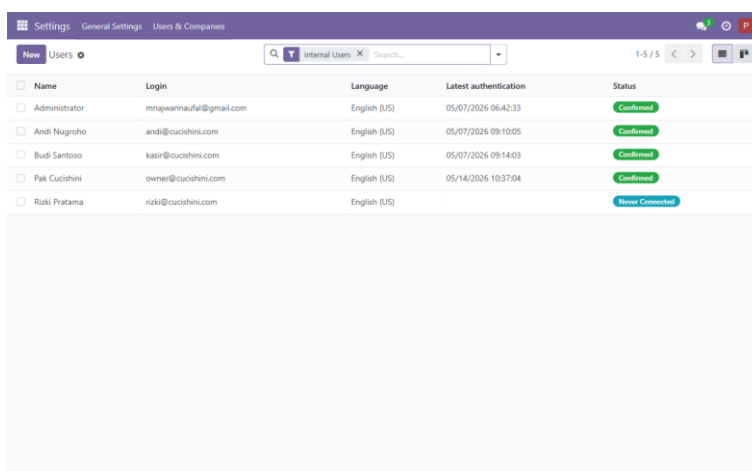 Settings General Settings Users & Companies 3 P
New Users Internal Users × Search... 1-5 / 5
Name Login Language Latest authentication Status
Administrator mnajwannaufal@gmail.com English (US) 05/07/2026 06:42:33 Confirmed
Andi Nugroho andi@cucishini.com English (US) 05/07/2026 09:10:05 Confirmed
Budi Santoso kasir@cucishini.com English (US) 05/07/2026 09:14:03 Confirmed
Pak Cucishini owner@cucishini.com English (US) 05/14/2026 10:37:04 Confirmed
Rizki Pratama rizki@cucishini.com English (US) Never Connected